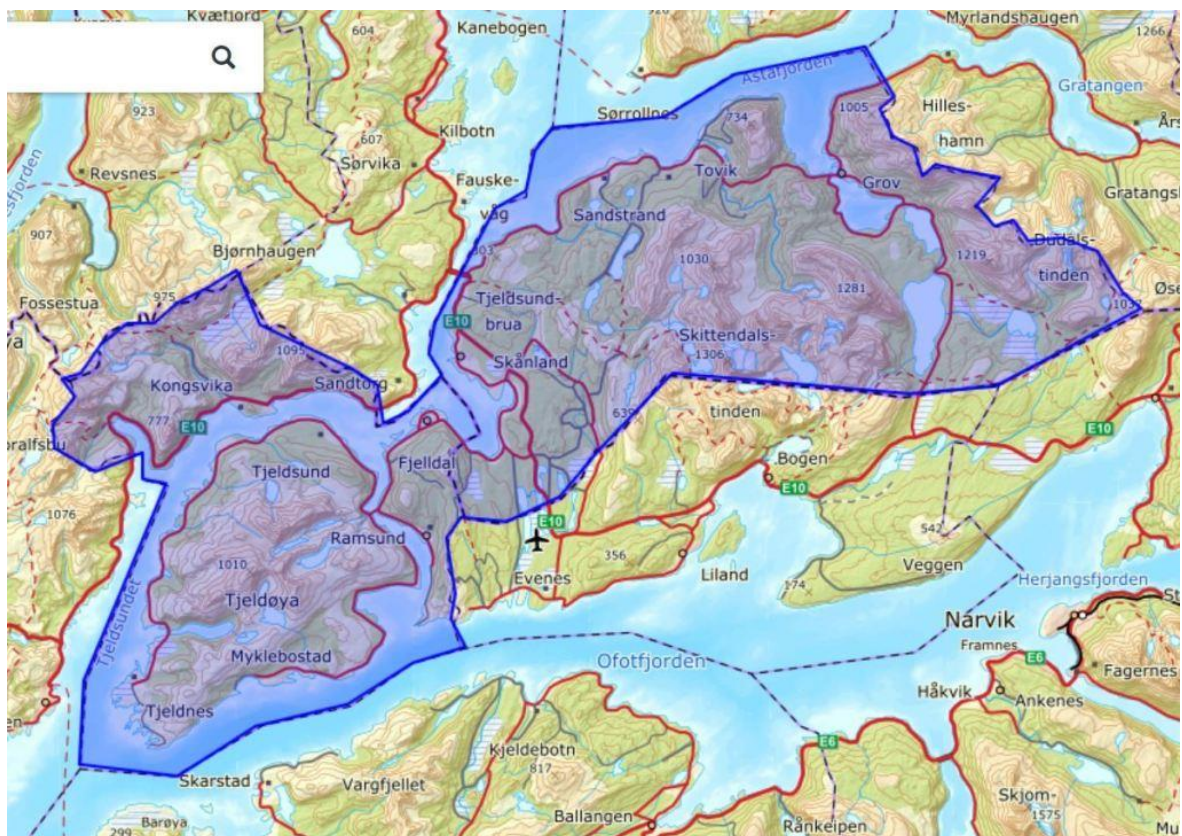 Kvæfjord
604
Kanebogen
Myrlandshaugen
1266
923
Astafjorden
Gratangen
Sørrollnes
734
1005
Hilles-
hamn
Kilbotn
607
Sørvika
Revsnes
Tovik
Grov
Fauske-
våg
Gratangs
907
Sandstrand
Bjørnhaugen
Dudals-
tinden
1030
1219
Fossestua
975
Tjeldsund-
brua
1281
E10
Skittendals-
1306
Skånland
1095
Kongsvika
Sandtorg
tinden
639
777
E10
E10
Fjelldal
Tjeldsund
Bogen
E10
1076
E10
542
Ramsund
356
Veggen
1010
Evenes
Liland
174
Herjangsfjorden
Tjeldøya
Tjeldsundet
Narvik
Framnes
Myklebostad
Ofotfjorden
E6
Fagernes
Håkvik
Ankenes
Tjeldnes
E6
Kjeldebotn
817
Skarstad
Vargfjellet
Skjom-
1575
Ballangen
Barøya
299
Rånkeipen